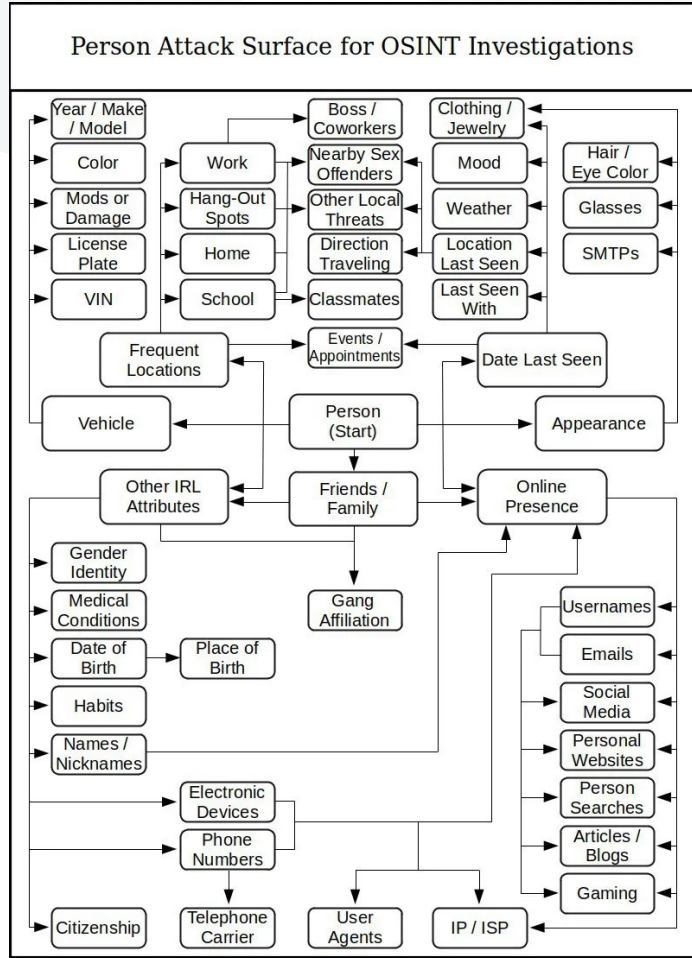 Person Attack Surface for OSINT Investigations
Year / Make
/ Model
Color
Mods or
Damage
License
Plate
VIN
Work
Hang-Out
Spots
Home
School
Boss /
Coworkers
Nearby Sex
Offenders
Other Local
Threats
Direction
Traveling
Classmates
Events /
Appointments
Clothing /
Jewelry
Mood
Weather
Location
Last Seen
Last Seen
With
Hair /
Eye Color
Glasses
SMTPs
Frequent
Locations
Date Last Seen
Vehicle
Person
(Start)
Appearance
Other IRL
Attributes
Friends /
Family
Online
Presence
Gender
Identity
Medical
Conditions
Date of
Birth
Place of
Birth
Habits
Names /
Nicknames
Gang
Affiliation
Usernames
Emails
Social
Media
Personal
Websites
Person
Searches
Articles /
Blogs
Gaming
Electronic
Devices
Phone
Numbers
Citizenship
Telephone
Carrier
User
Agents
IP / ISP